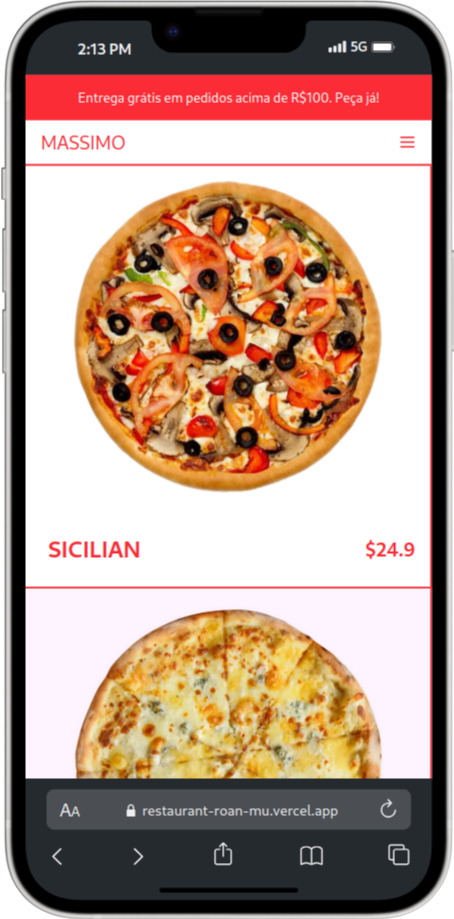 2:13 PM
5G
Entrega grátis em pedidos acima de R$100. Peça já!
MASSIMO
SICILIAN
$24.9
AA
restaurant-roan-mu.vercel.app